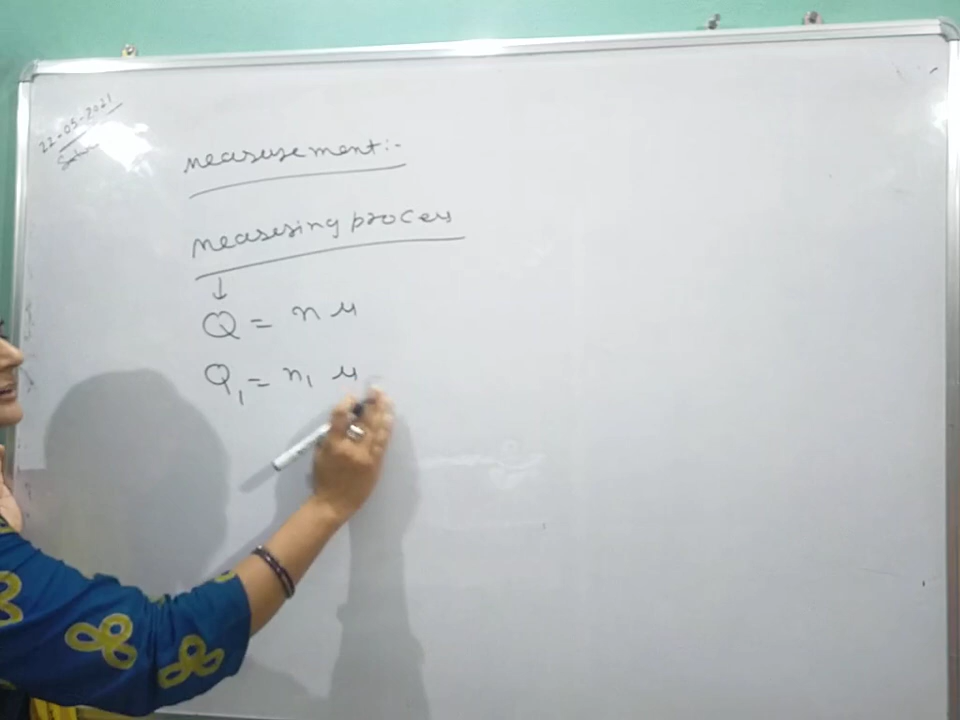 22-05-2021
measurement:-
measuring process
↓
Q = n u
Q₁ = n₁ u